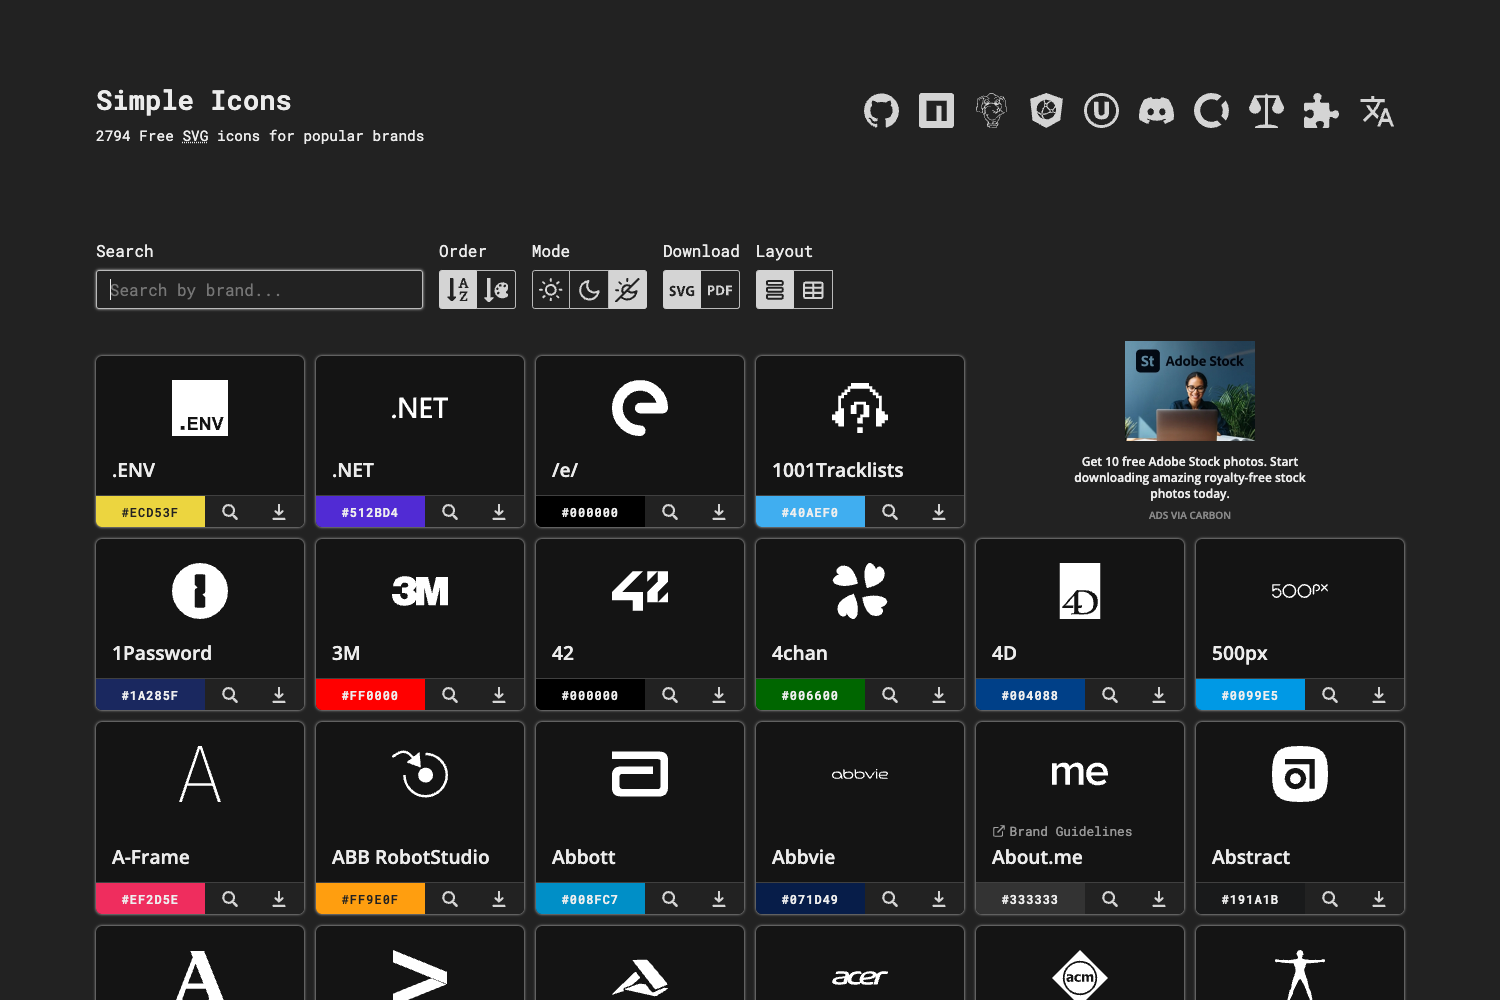 Simple Icons
2794 Free SVG icons for popular brands
Search
Order
Mode
Download
Layout
Search by brand...
A
Z
SVG
PDF
.ENV
.ENV
#ECD53F
.NET
.NET
#512BD4
/e/
#000000
?
1001Tracklists
#40AEF0
St Adobe Stock
Get 10 free Adobe Stock photos. Start
downloading amazing royalty-free stock
photos today.
ADS VIA CARBON
1Password
#1A285F
3M
3M
#FF0000
42
42
#000000
4chan
#006600
4D
4D
#004088
500px
500px
#0099E5
A
A-Frame
#EF2D5E
ABB RobotStudio
#FF9E0F
Abbott
#008FC7
abbvie
Abbvie
#071D49
me
Brand Guidelines
About.me
#333333
Abstract
#191A1B
A
acer
acm